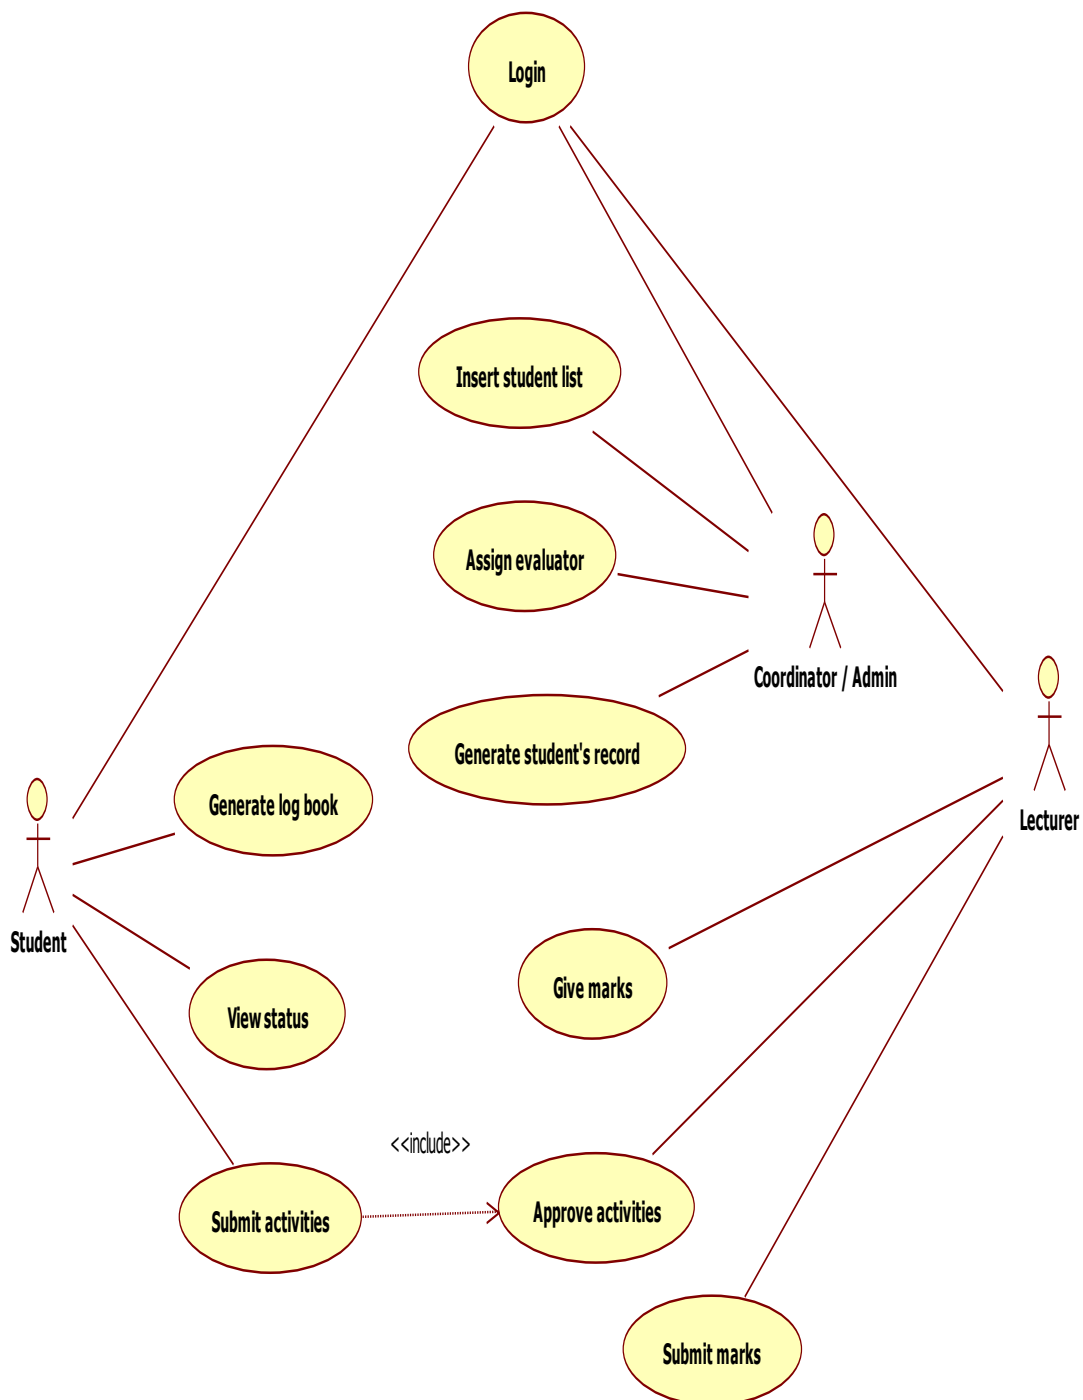 Login
Insert student list
Assign evaluator
Coordinator / Admin
Generate student's record
Generate log book
Lecturer
Student
Give marks
View status
<<include>>
Submit activities
Approve activities
Submit marks